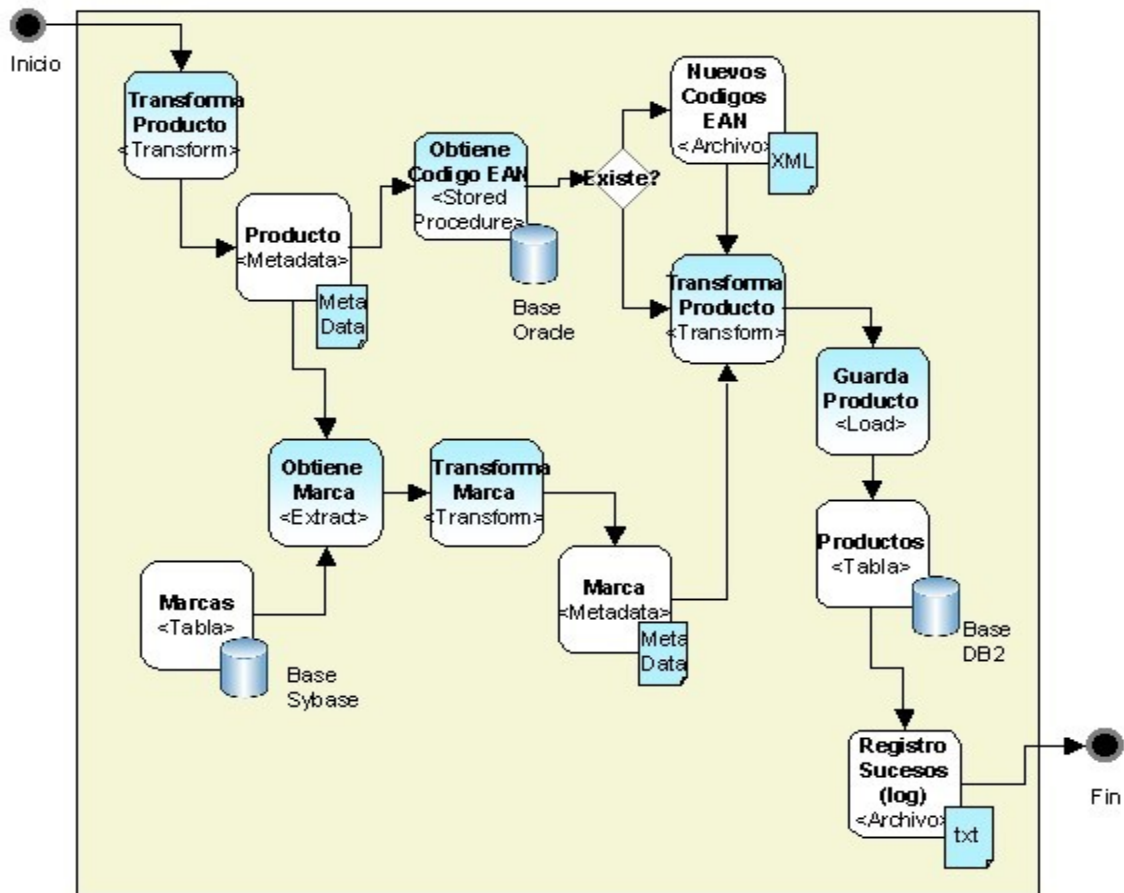 Inicio
Transforma
Producto
<Transform>
Producto
<Metadata>
Meta
Data
Obtiene
Codigo EAN
<Stored
Procedure>
Base
Oracle
Existe?
Nuevos
Codigos
EAN
<Archivo>
XML
Transforma
Producto
<Transform>
Guarda
Producto
<Load>
Obtiene
Marca
<Extract>
Transforma
Marca
<Transform>
Marcas
<Tabla>
Base
Sybase
Marca
<Metadata>
Meta
Data
Productos
<Tabla>
Base
DB2
Registro
Sucesos
(log)
<Archivo>
txt
Fin